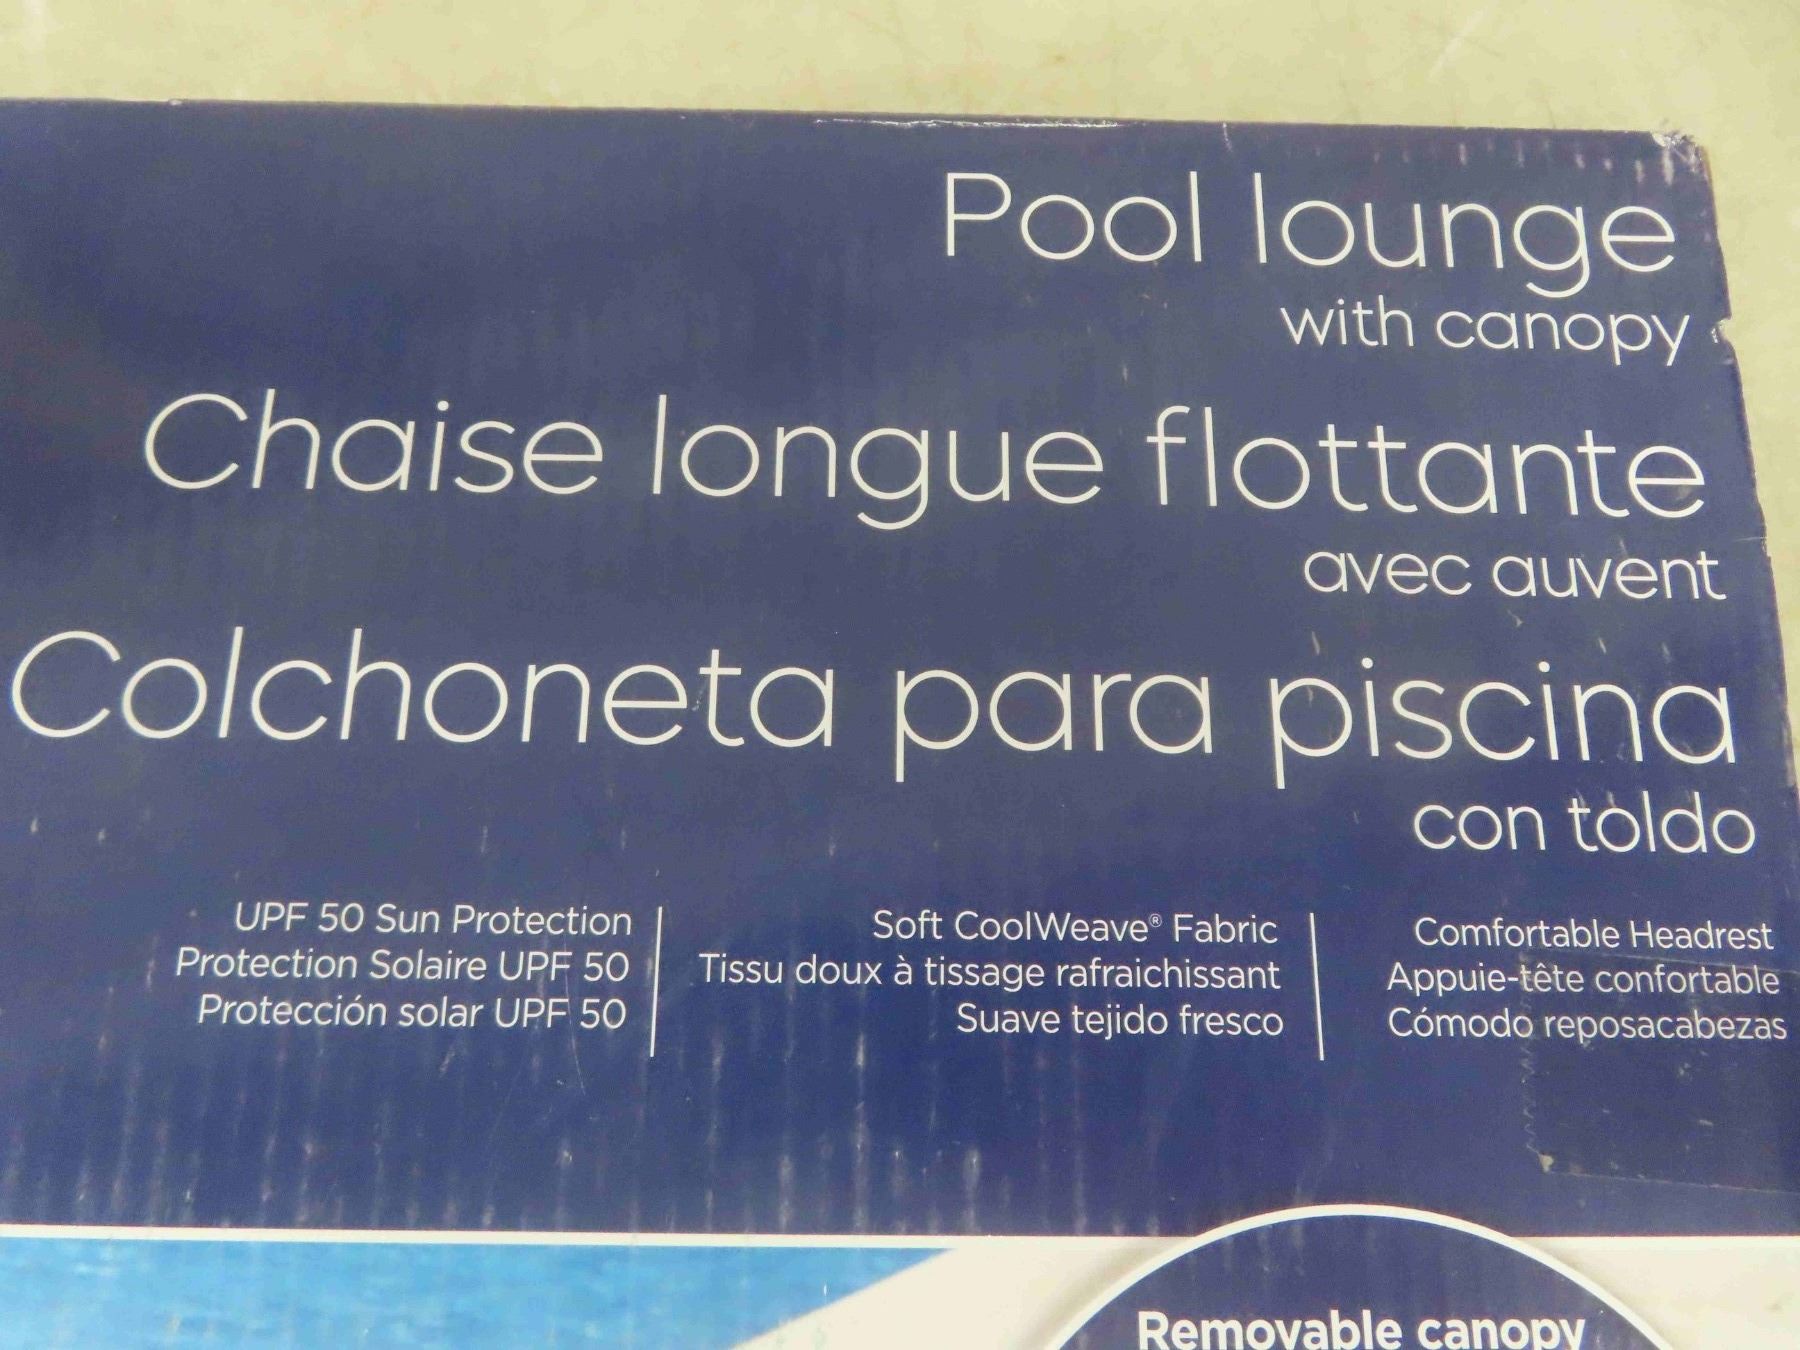 Pool lounge
with canopy
Chaise longue flottante
avec auvent
Colchoneta para piscina
con toldo
UPF 50 Sun Protection
Protection Solaire UPF 50
Protección solar UPF 50
Soft CoolWeave® Fabric
Tissu doux à tissage rafraichissant
Suave tejido fresco
Comfortable Headrest
Appuie-tête confortable
Cómodo reposacabezas
Removable canopy